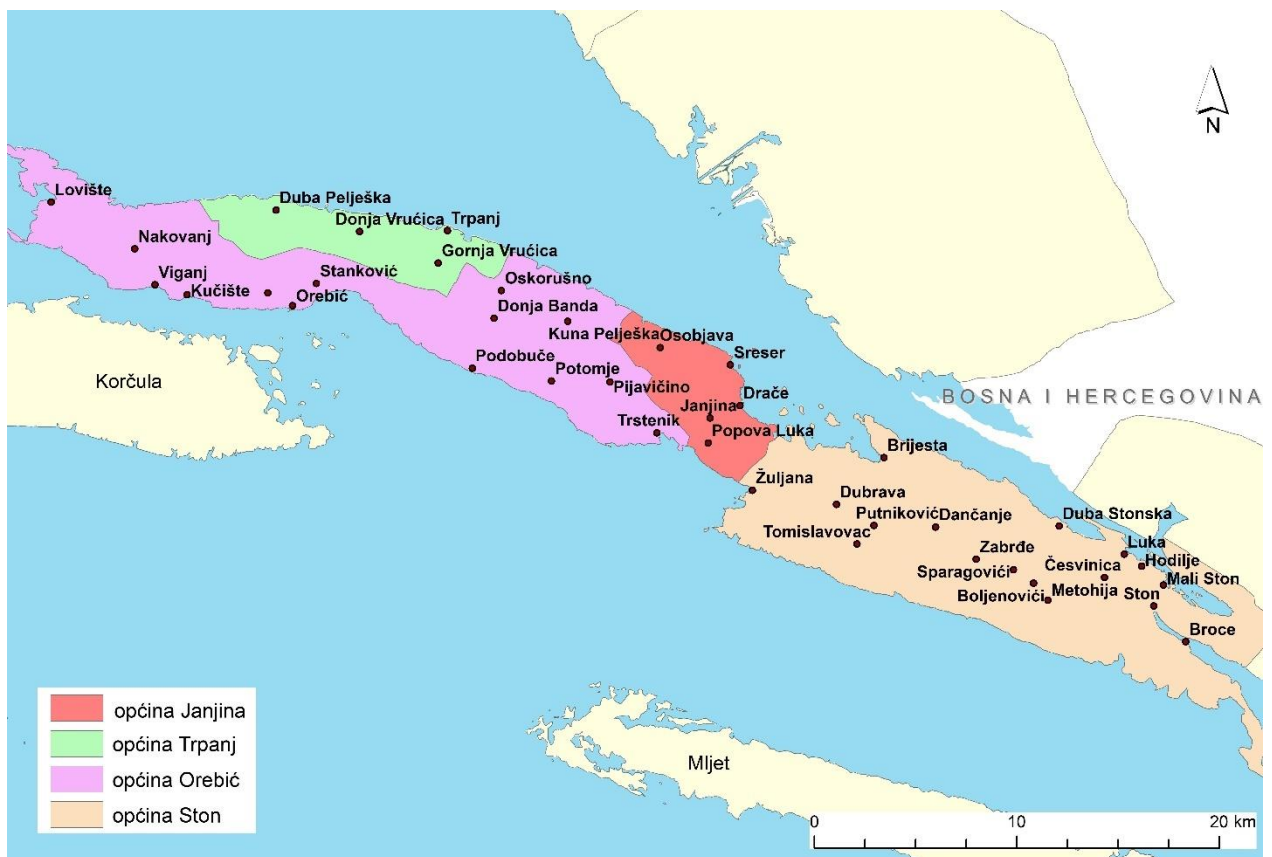 N
Lovište
Duba Pelješka
Donja Vrućica
Trpanj
Nakovanj
Gornja Vrućica
Stanković
Viganj
Kučište
Orebić
Oskorušno
Donja Banda
Kuna Pelješka
Osobjava
Sreser
Podobuče
Potomje
Pijavičino
Korčula
Drače
Janjina
BOSNA I HERCEGOVINA
Trstenik
Popova Luka
Brijesta
Žuljana
Dubrava
Putniković
Dančanje
Duba Stonska
Tomislavovac
Zabrđe
Luka
Hodilje
Sparagovići
Česvinica
Mali Ston
Boljenovići
Metohija
Ston
Broce
općina Janjina
općina Trpanj
općina Orebić
općina Ston
Mljet
0 10 20 km